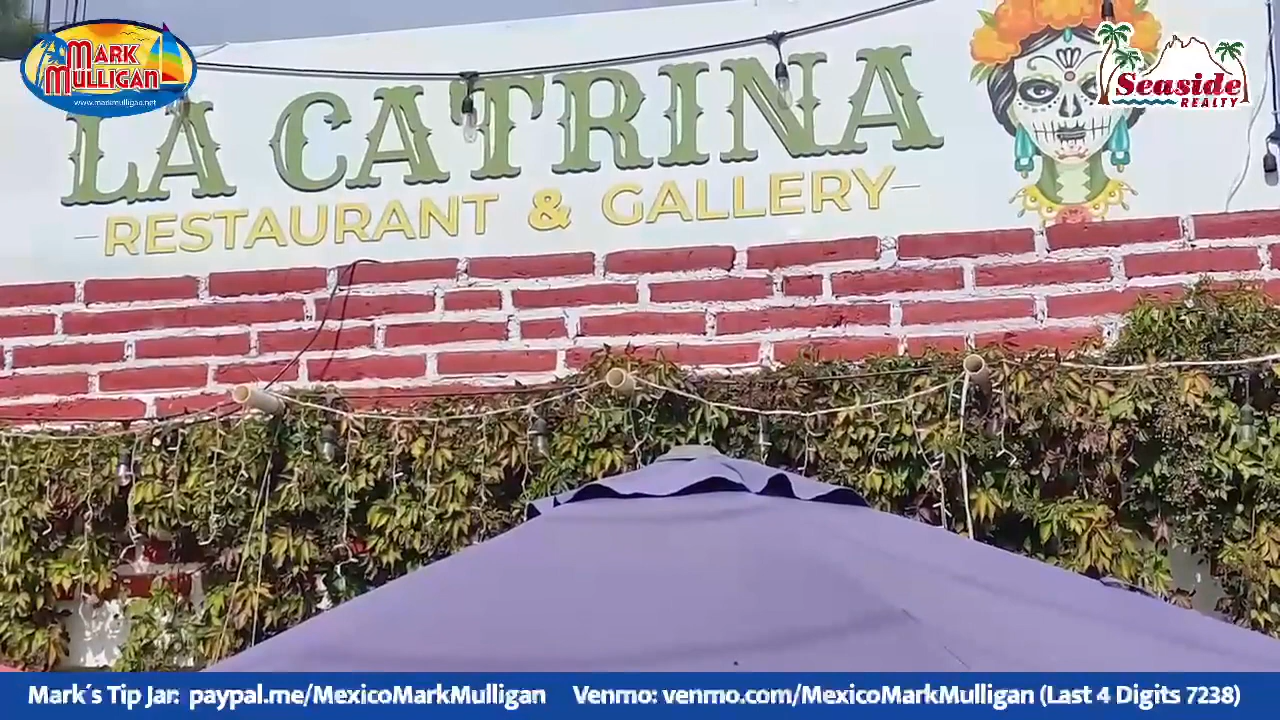 MARK
MULLIGAN
www.markmulligan.net
LA CATRINA
RESTAURANT & GALLERY
Seaside
REALTY
Mark´s Tip Jar: paypal.me/MexicoMarkMulligan Venmo: venmo.com/MexicoMarkMulligan (Last 4 Digits 7238)